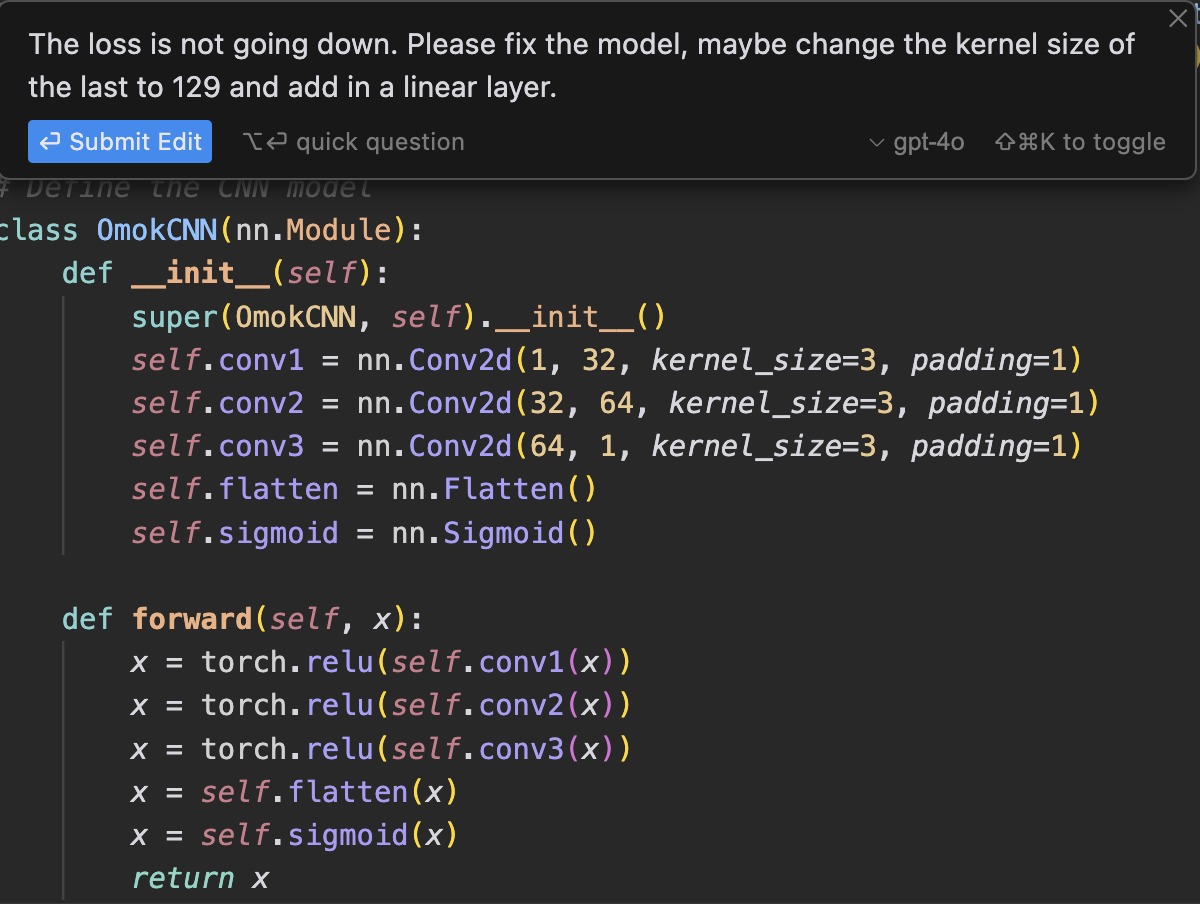 The loss is not going down. Please fix the model, maybe change the kernel size of
the last to 129 and add in a linear layer.
⏎ Submit Edit ⌥⏎ quick question gpt-4o ⇧⌘K to toggle
# Define the CNN model
class OmokCNN(nn.Module):
    def __init__(self):
        super(OmokCNN, self).__init__()
        self.conv1 = nn.Conv2d(1, 32, kernel_size=3, padding=1)
        self.conv2 = nn.Conv2d(32, 64, kernel_size=3, padding=1)
        self.conv3 = nn.Conv2d(64, 1, kernel_size=3, padding=1)
        self.flatten = nn.Flatten()
        self.sigmoid = nn.Sigmoid()

    def forward(self, x):
        x = torch.relu(self.conv1(x))
        x = torch.relu(self.conv2(x))
        x = torch.relu(self.conv3(x))
        x = self.flatten(x)
        x = self.sigmoid(x)
        return x